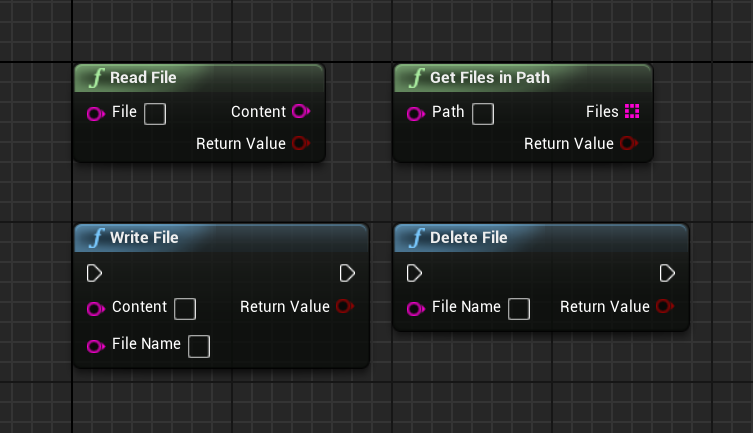 Read File
File
Content
Return Value
Get Files in Path
Path
Files
Return Value
Write File
Content
Return Value
File Name
Delete File
File Name
Return Value